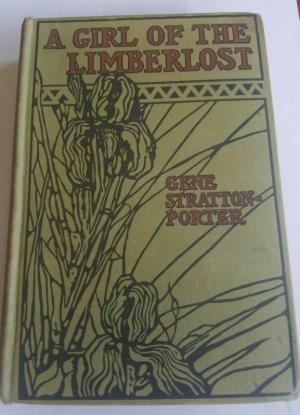 A GIRL OF THE
LIMBERLOST
GENE
STRATTON-
PORTER